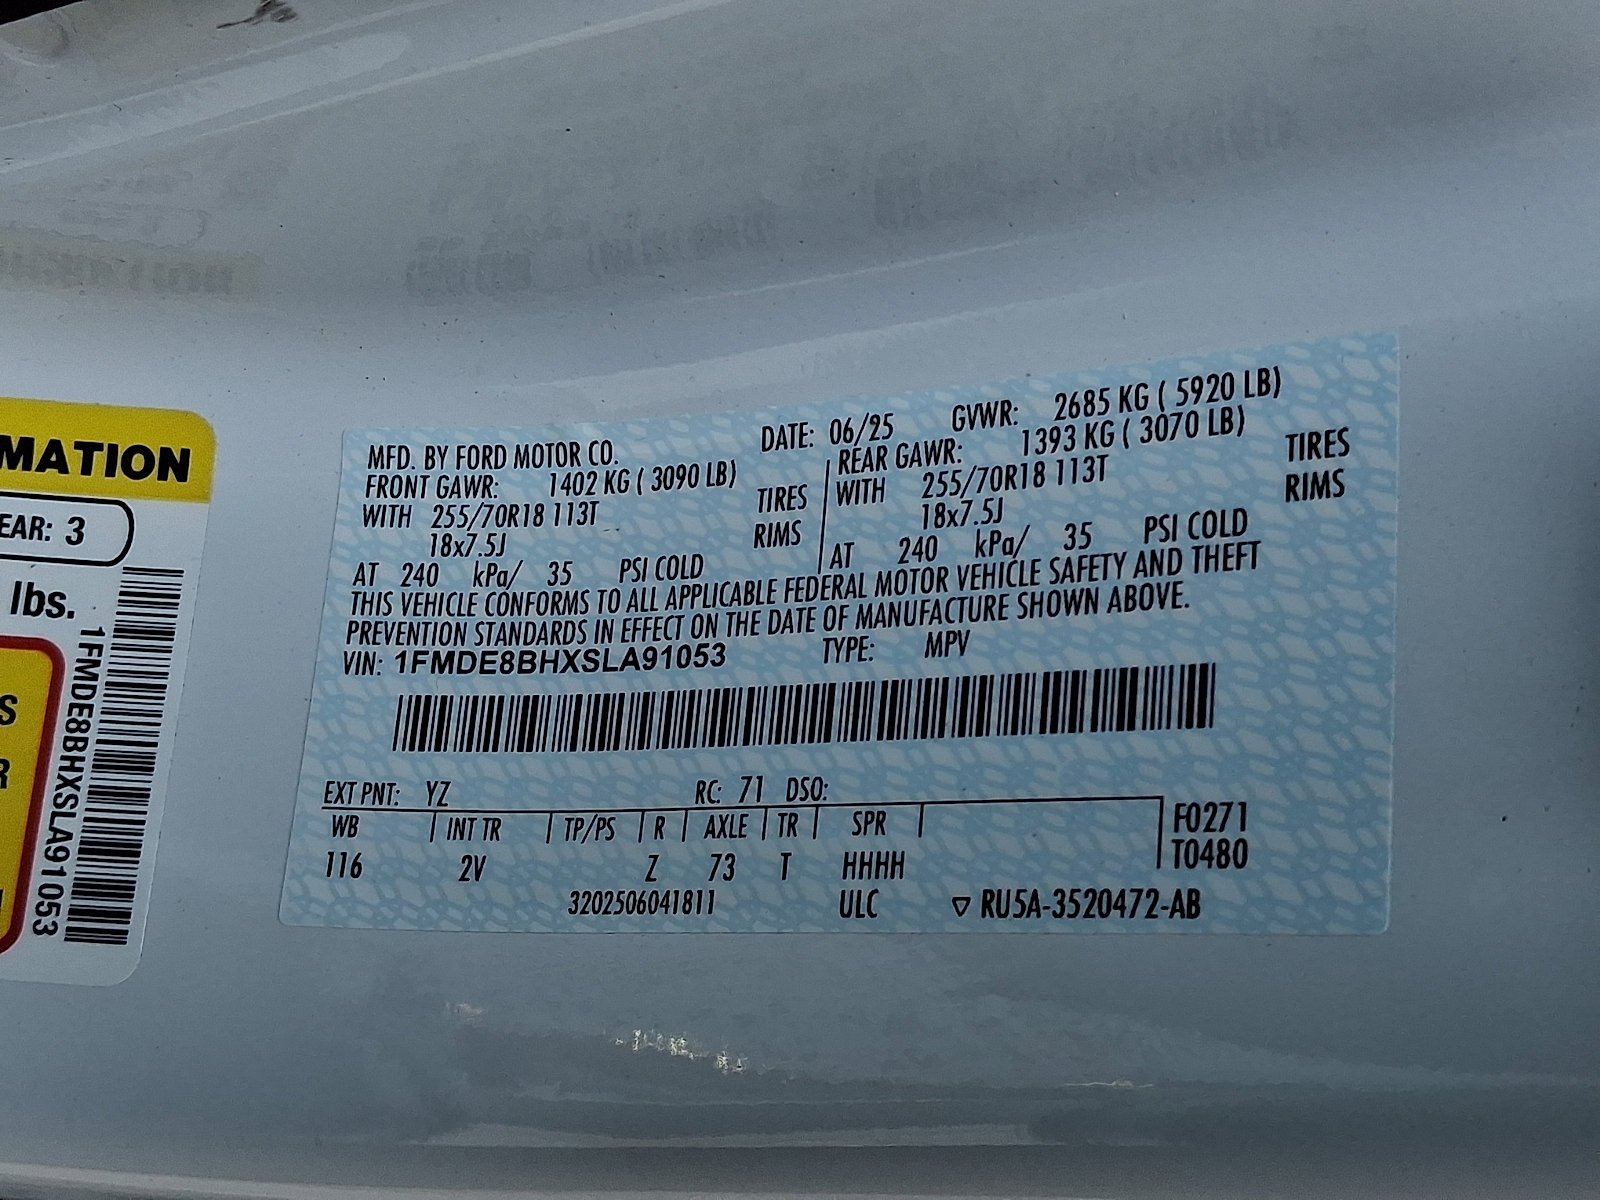 MATION
EAR: 3
lbs.
1FMDE8BHXSLA91053
S
R
MFD. BY FORD MOTOR CO. DATE: 06/25 GVWR: 2685 KG ( 5920 LB)
FRONT GAWR: 1402 KG ( 3090 LB) REAR GAWR: 1393 KG ( 3070 LB)
WITH 255/70R18 113T TIRES WITH 255/70R18 113T TIRES
18x7.5J RIMS 18x7.5J RIMS
AT 240 kPa/ 35 PSI COLD AT 240 kPa/ 35 PSI COLD
THIS VEHICLE CONFORMS TO ALL APPLICABLE FEDERAL MOTOR VEHICLE SAFETY AND THEFT
PREVENTION STANDARDS IN EFFECT ON THE DATE OF MANUFACTURE SHOWN ABOVE.
VIN: 1FMDE8BHXSLA91053 TYPE: MPV
EXT PNT: YZ RC: 71 DSO:
WB INT TR TP/PS R AXLE TR SPR F0271
116 2V Z 73 T HHHH T0480
3202506041811 ULC RU5A-3520472-AB